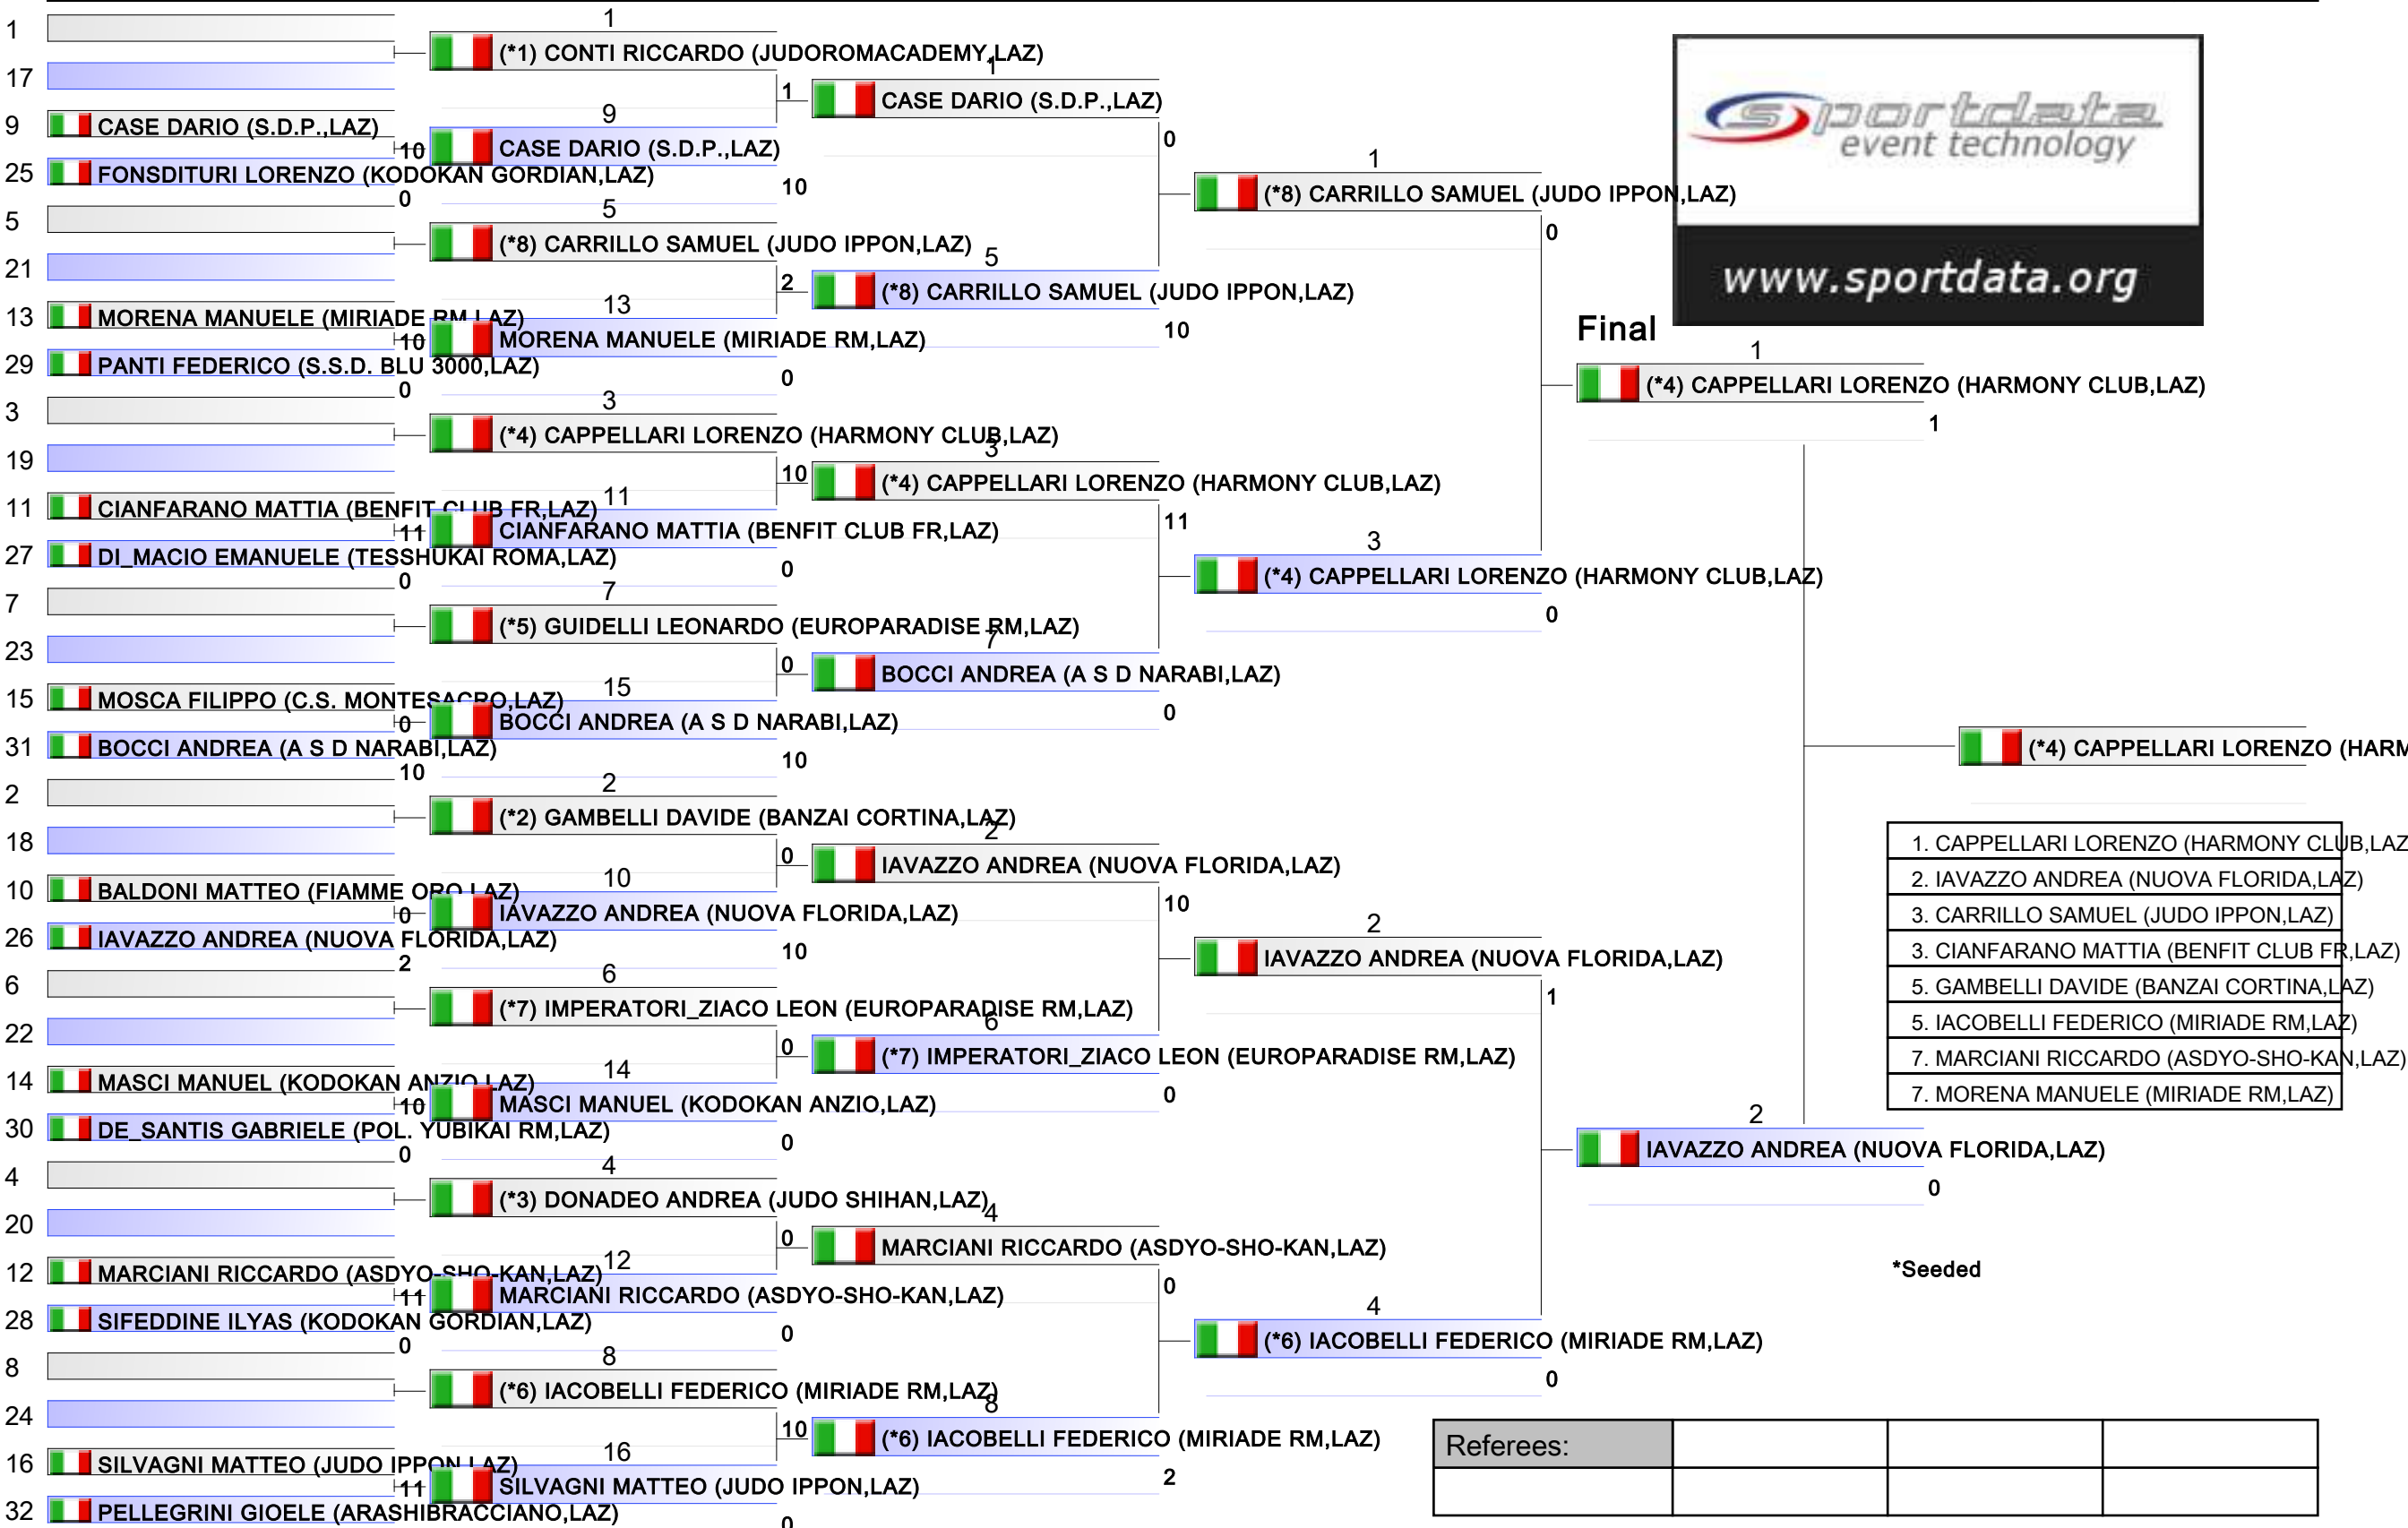 1
1
(*1) CONTI RICCARDO (JUDOROMACADEMY,LAZ)
17
1
1
CASE DARIO (S.D.P.,LAZ)
9
CASE DARIO (S.D.P.,LAZ)
9
0
10
CASE DARIO (S.D.P.,LAZ)
25
FONSDITURI LORENZO (KODOKAN GORDIAN,LAZ)
10
0
1
(*8) CARRILLO SAMUEL (JUDO IPPON,LAZ)
5
5
0
(*8) CARRILLO SAMUEL (JUDO IPPON,LAZ)
21
2
5
(*8) CARRILLO SAMUEL (JUDO IPPON,LAZ)
13
MORENA MANUELE (MIRIADE RM,LAZ)
13
10
10
MORENA MANUELE (MIRIADE RM,LAZ)
29
PANTI FEDERICO (S.S.D. BLU 3000,LAZ)
0
0
sportdata
event technology
www.sportdata.org
Final
1
(*4) CAPPELLARI LORENZO (HARMONY CLUB,LAZ)
1
3
3
(*4) CAPPELLARI LORENZO (HARMONY CLUB,LAZ)
19
10
3
(*4) CAPPELLARI LORENZO (HARMONY CLUB,LAZ)
11
CIANFARANO MATTIA (BENFIT CLUB FR,LAZ)
11
11
11
CIANFARANO MATTIA (BENFIT CLUB FR,LAZ)
27
DI_MACIO EMANUELE (TESSHUKAI ROMA,LAZ)
0
0
3
(*4) CAPPELLARI LORENZO (HARMONY CLUB,LAZ)
0
7
7
(*5) GUIDELLI LEONARDO (EUROPARADISE RM,LAZ)
23
0
7
BOCCI ANDREA (A S D NARABI,LAZ)
15
MOSCA FILIPPO (C.S. MONTESACRO,LAZ)
15
0
0
BOCCI ANDREA (A S D NARABI,LAZ)
31
BOCCI ANDREA (A S D NARABI,LAZ)
10
10
(*4) CAPPELLARI LORENZO (HARM
2
2
(*2) GAMBELLI DAVIDE (BANZAI CORTINA,LAZ)
18
0
2
IAVAZZO ANDREA (NUOVA FLORIDA,LAZ)
10
BALDONI MATTEO (FIAMME ORO,LAZ)
10
10
0
IAVAZZO ANDREA (NUOVA FLORIDA,LAZ)
26
IAVAZZO ANDREA (NUOVA FLORIDA,LAZ)
2
10
2
IAVAZZO ANDREA (NUOVA FLORIDA,LAZ)
1
1. CAPPELLARI LORENZO (HARMONY CLUB,LAZ
2. IAVAZZO ANDREA (NUOVA FLORIDA,LAZ)
3. CARRILLO SAMUEL (JUDO IPPON,LAZ)
3. CIANFARANO MATTIA (BENFIT CLUB FR,LAZ)
5. GAMBELLI DAVIDE (BANZAI CORTINA,LAZ)
5. IACOBELLI FEDERICO (MIRIADE RM,LAZ)
7. MARCIANI RICCARDO (ASDYO-SHO-KAN,LAZ)
7. MORENA MANUELE (MIRIADE RM,LAZ)
6
6
(*7) IMPERATORI_ZIACO LEON (EUROPARADISE RM,LAZ)
22
0
6
(*7) IMPERATORI_ZIACO LEON (EUROPARADISE RM,LAZ)
14
MASCI MANUEL (KODOKAN ANZIO,LAZ)
14
0
10
MASCI MANUEL (KODOKAN ANZIO,LAZ)
30
DE_SANTIS GABRIELE (POL. YUBIKAI RM,LAZ)
0
0
2
IAVAZZO ANDREA (NUOVA FLORIDA,LAZ)
0
4
4
(*3) DONADEO ANDREA (JUDO SHIHAN,LAZ)
20
0
4
MARCIANI RICCARDO (ASDYO-SHO-KAN,LAZ)
12
MARCIANI RICCARDO (ASDYO-SHO-KAN,LAZ)
12
0
11
MARCIANI RICCARDO (ASDYO-SHO-KAN,LAZ)
28
SIFEDDINE ILYAS (KODOKAN GORDIAN,LAZ)
0
0
4
(*6) IACOBELLI FEDERICO (MIRIADE RM,LAZ)
0
*Seeded
8
8
(*6) IACOBELLI FEDERICO (MIRIADE RM,LAZ)
24
10
8
(*6) IACOBELLI FEDERICO (MIRIADE RM,LAZ)
16
SILVAGNI MATTEO (JUDO IPPON,LAZ)
16
2
11
SILVAGNI MATTEO (JUDO IPPON,LAZ)
32
PELLEGRINI GIOELE (ARASHIBRACCIANO,LAZ)
0
Referees: